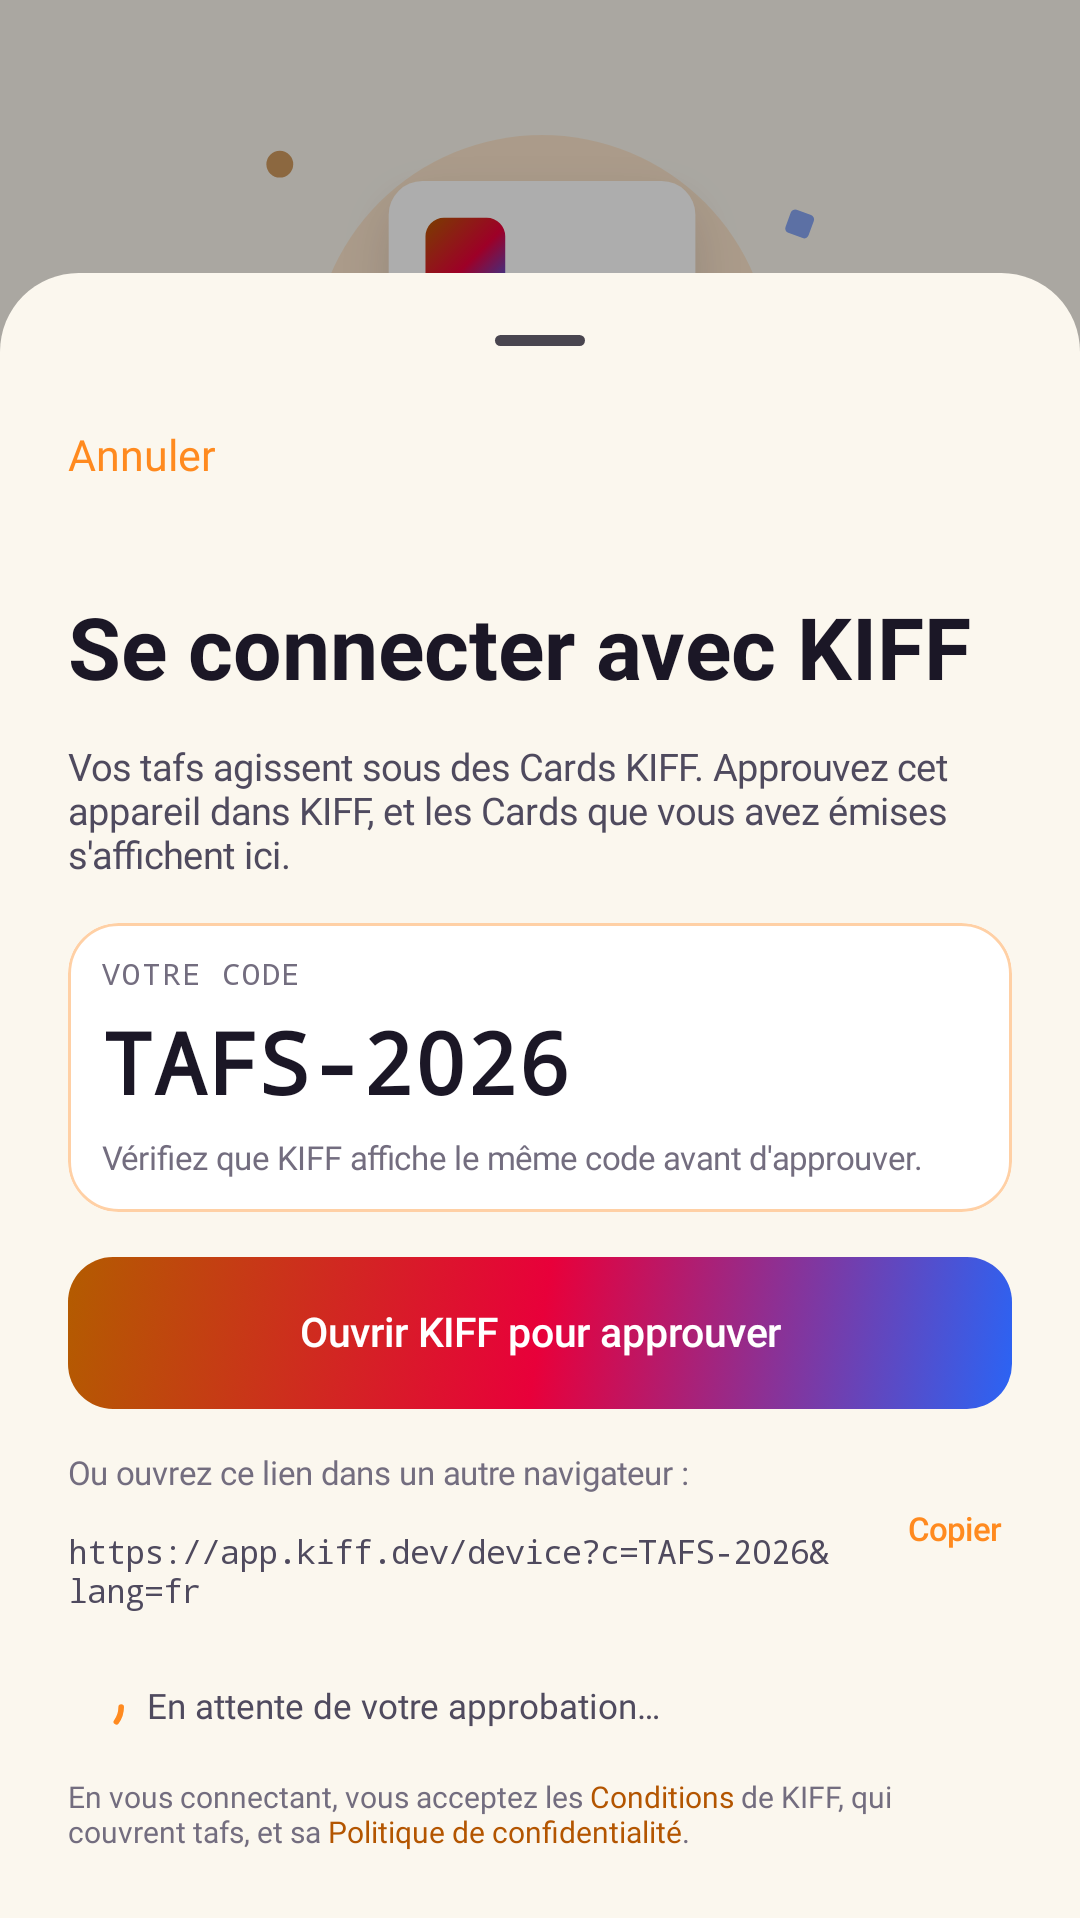 Annuler
Se connecter avec KIFF
Vos tafs agissent sous des Cards KIFF. Approuvez cet
appareil dans KIFF, et les Cards que vous avez émises
s'affichent ici.
VOTRE CODE
TAFS-2026
Vérifiez que KIFF affiche le même code avant d'approuver.
Ouvrir KIFF pour approuver
Ou ouvrez ce lien dans un autre navigateur :
Copier
https://app.kiff.dev/device?c=TAFS-2026&
lang=fr
En attente de votre approbation…
En vous connectant, vous acceptez les Conditions de KIFF, qui
couvrent tafs, et sa Politique de confidentialité.